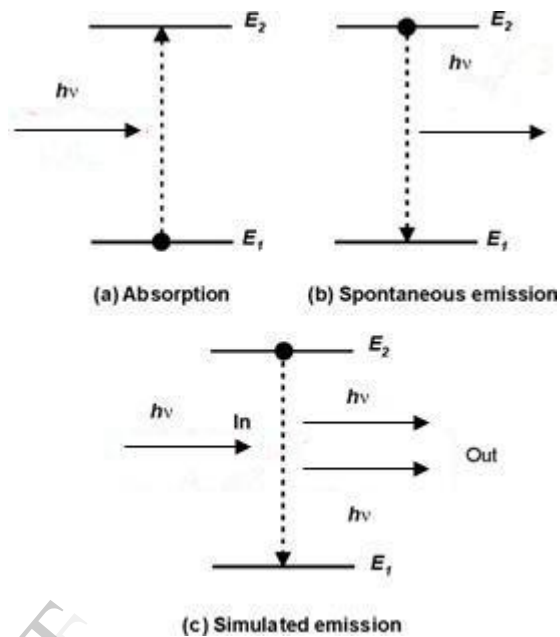 E2 E2
hν hν
E1 E1
(a) Absorption (b) Spontaneous emission
E2
hν In hν
Out
hν
E1
(c) Simulated emission